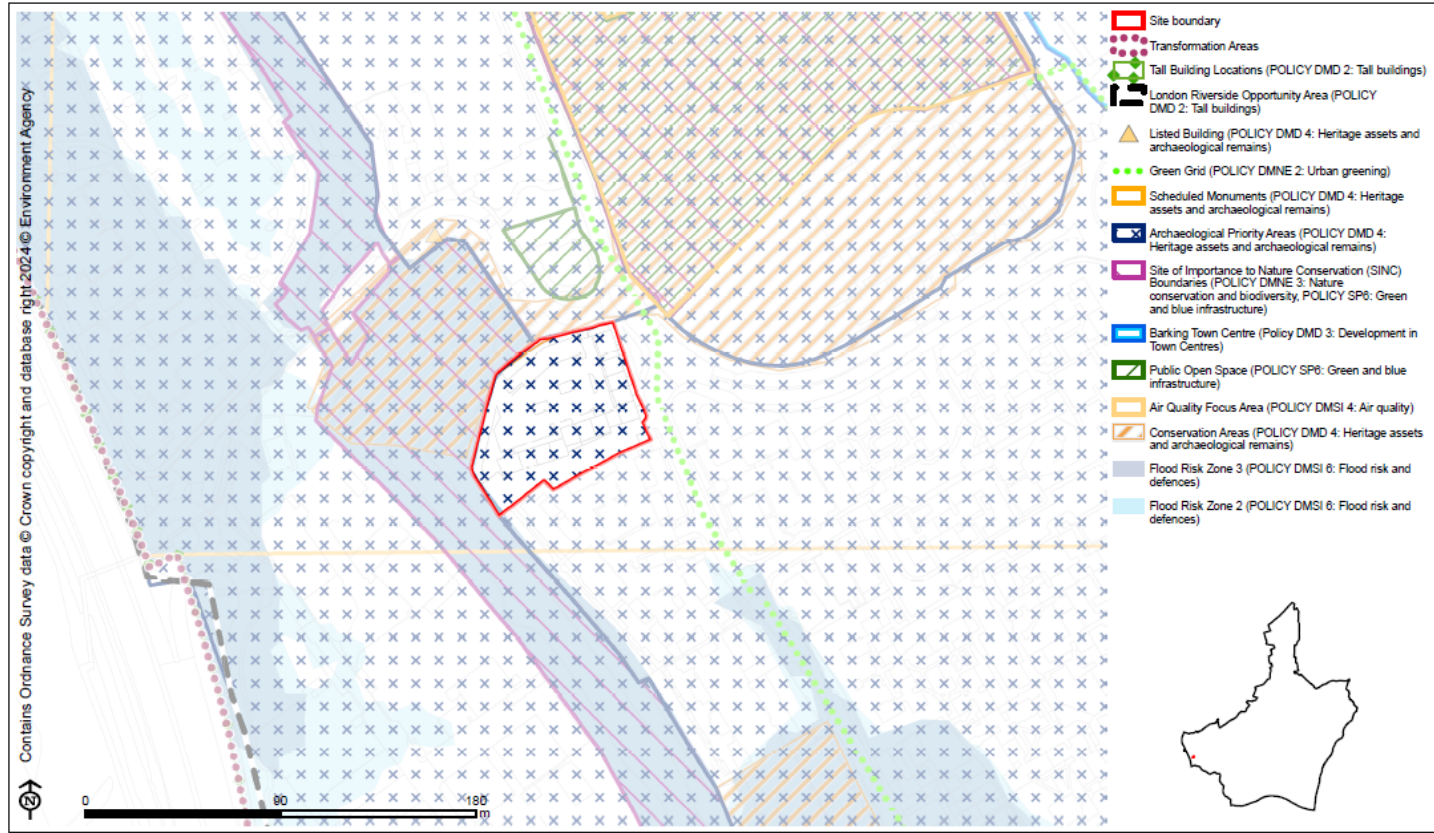 Contains Ordnance Survey data © Crown copyright and database right 2024 © Environment Agency
N
0
90
180
m
Site boundary
Transformation Areas
Tall Building Locations (POLICY DMD 2: Tall buildings)
London Riverside Opportunity Area (POLICY
DMD 2: Tall buildings)
Listed Building (POLICY DMD 4: Heritage assets and
archaeological remains)
Green Grid (POLICY DMNE 2: Urban greening)
Scheduled Monuments (POLICY DMD 4: Heritage
assets and archaeological remains)
Archaeological Priority Areas (POLICY DMD 4:
Heritage assets and archaeological remains)
Site of Importance to Nature Conservation (SINC)
Boundaries (POLICY DMNE 3: Nature
conservation and biodiversity, POLICY SP6: Green
and blue infrastructure)
Barking Town Centre (Policy DMD 3: Development in
Town Centres)
Public Open Space (POLICY SP6: Green and blue
infrastructure)
Air Quality Focus Area (POLICY DMSI 4: Air quality)
Conservation Areas (POLICY DMD 4: Heritage assets
and archaeological remains)
Flood Risk Zone 3 (POLICY DMSI 6: Flood risk and
defences)
Flood Risk Zone 2 (POLICY DMSI 6: Flood risk and
defences)